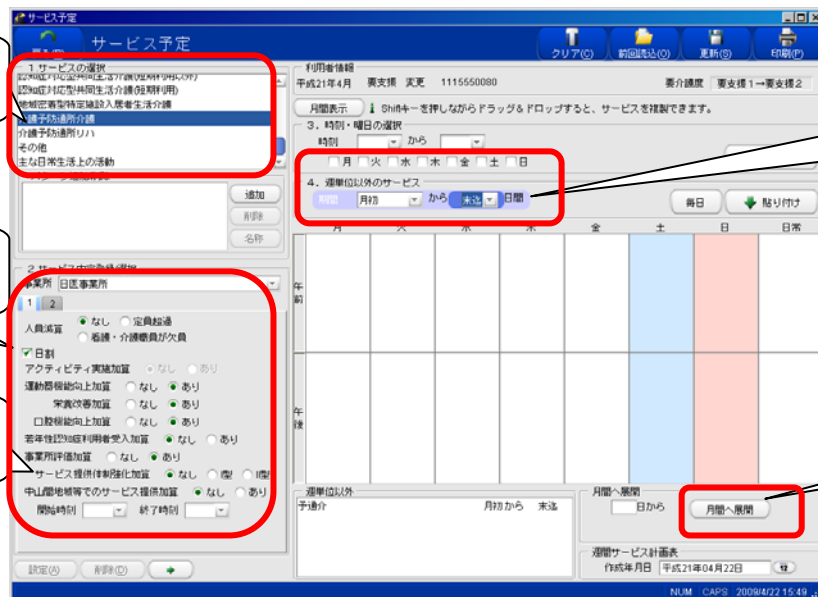 サービス予定
サービス予定
クリア(C)
前回読込(O)
更新(S)
印刷(P)
1.サービスの選択
認知症対応型共同生活介護(短期利用以外)
認知症対応型共同生活介護(短期利用)
地域密着型特定施設入居者生活介護
護予防通所介護
介護予防通所リハ
その他
主な日常生活上の活動
追加
削除
名称
事業所 日医事業所
1 2
人員減算 なし 定員超過
看護・介護職員が欠員
日割
アクティビティ実施加算 なし あり
運動器機能向上加算 なし あり
栄養改善加算 なし あり
口腔機能向上加算 なし あり
若年性認知症利用者受入加算 なし あり
事業所評価加算 なし あり
サービス提供体制強化加算 なし I型 II型
中山間地域等でのサービス提供加算 なし あり
開始時刻 終了時刻
設定(A) 削除(D)
利用者情報
平成21年4月 要支援 変更 1115550080 要介護度 要支援1→要支援2
月間表示 Shiftキーを押しながらドラッグ&ドロップすると、サービスを複製できます。
3.時刻・曜日の選択
時刻 から
月 火 水 木 金 土 日
4.週単位以外のサービス
期間 月初 から 末迄 日間
毎日 貼り付け
月 火 水 木 金 土 日 日常
午前
午後
週単位以外
予通介 月初から 末迄
月間へ展開
日から 月間へ展開
週間サービス計画表
作成年月日 平成21年04月22日
NUM CAPS 2009/4/22 15:49